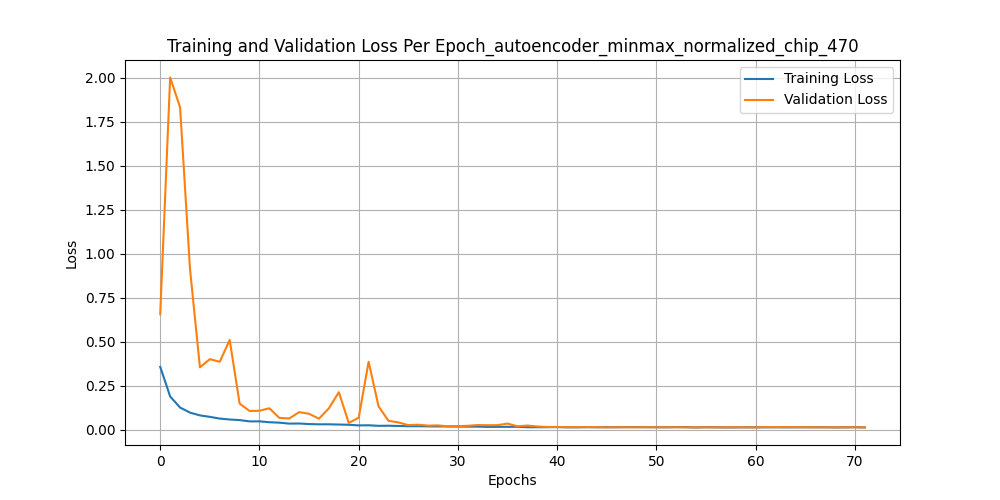 Training and Validation Loss Per Epoch_autoencoder_minmax_normalized_chip_470
Training Loss
Validation Loss
2.00
1.75
1.50
1.25
1.00
0.75
0.50
0.25
0.00
Loss
0 10 20 30 40 50 60 70
Epochs